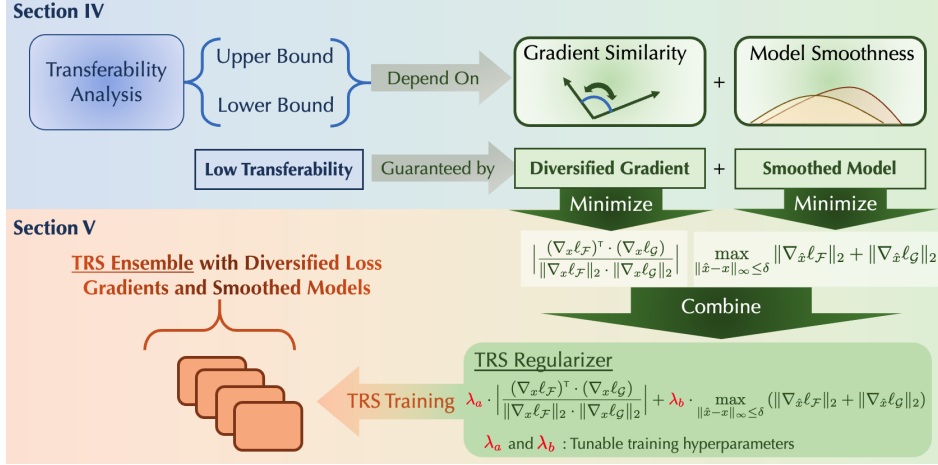 Section IV
Transferability
Analysis
Upper Bound
Lower Bound
Depend On
Gradient Similarity
+
Model Smoothness
Low Transferability
Guaranteed by
Diversified Gradient
+
Smoothed Model
Minimize
Minimize
Section V
TRS Ensemble with Diversified Loss
Gradients and Smoothed Models
| (∇ₓℓ_F)ᵀ · (∇ₓℓ_G) / ‖∇ₓℓ_F‖₂ · ‖∇ₓℓ_G‖₂ |
max_{‖x̂−x‖_∞≤δ} ‖∇_x̂ℓ_F‖₂ + ‖∇_x̂ℓ_G‖₂
Combine
TRS Regularizer
λₐ · | (∇ₓℓ_F)ᵀ · (∇ₓℓ_G) / ‖∇ₓℓ_F‖₂ · ‖∇ₓℓ_G‖₂ | + λ_b · max_{‖x̂−x‖_∞≤δ} (‖∇_x̂ℓ_F‖₂ + ‖∇_x̂ℓ_G‖₂)
λₐ and λ_b : Tunable training hyperparameters
TRS Training